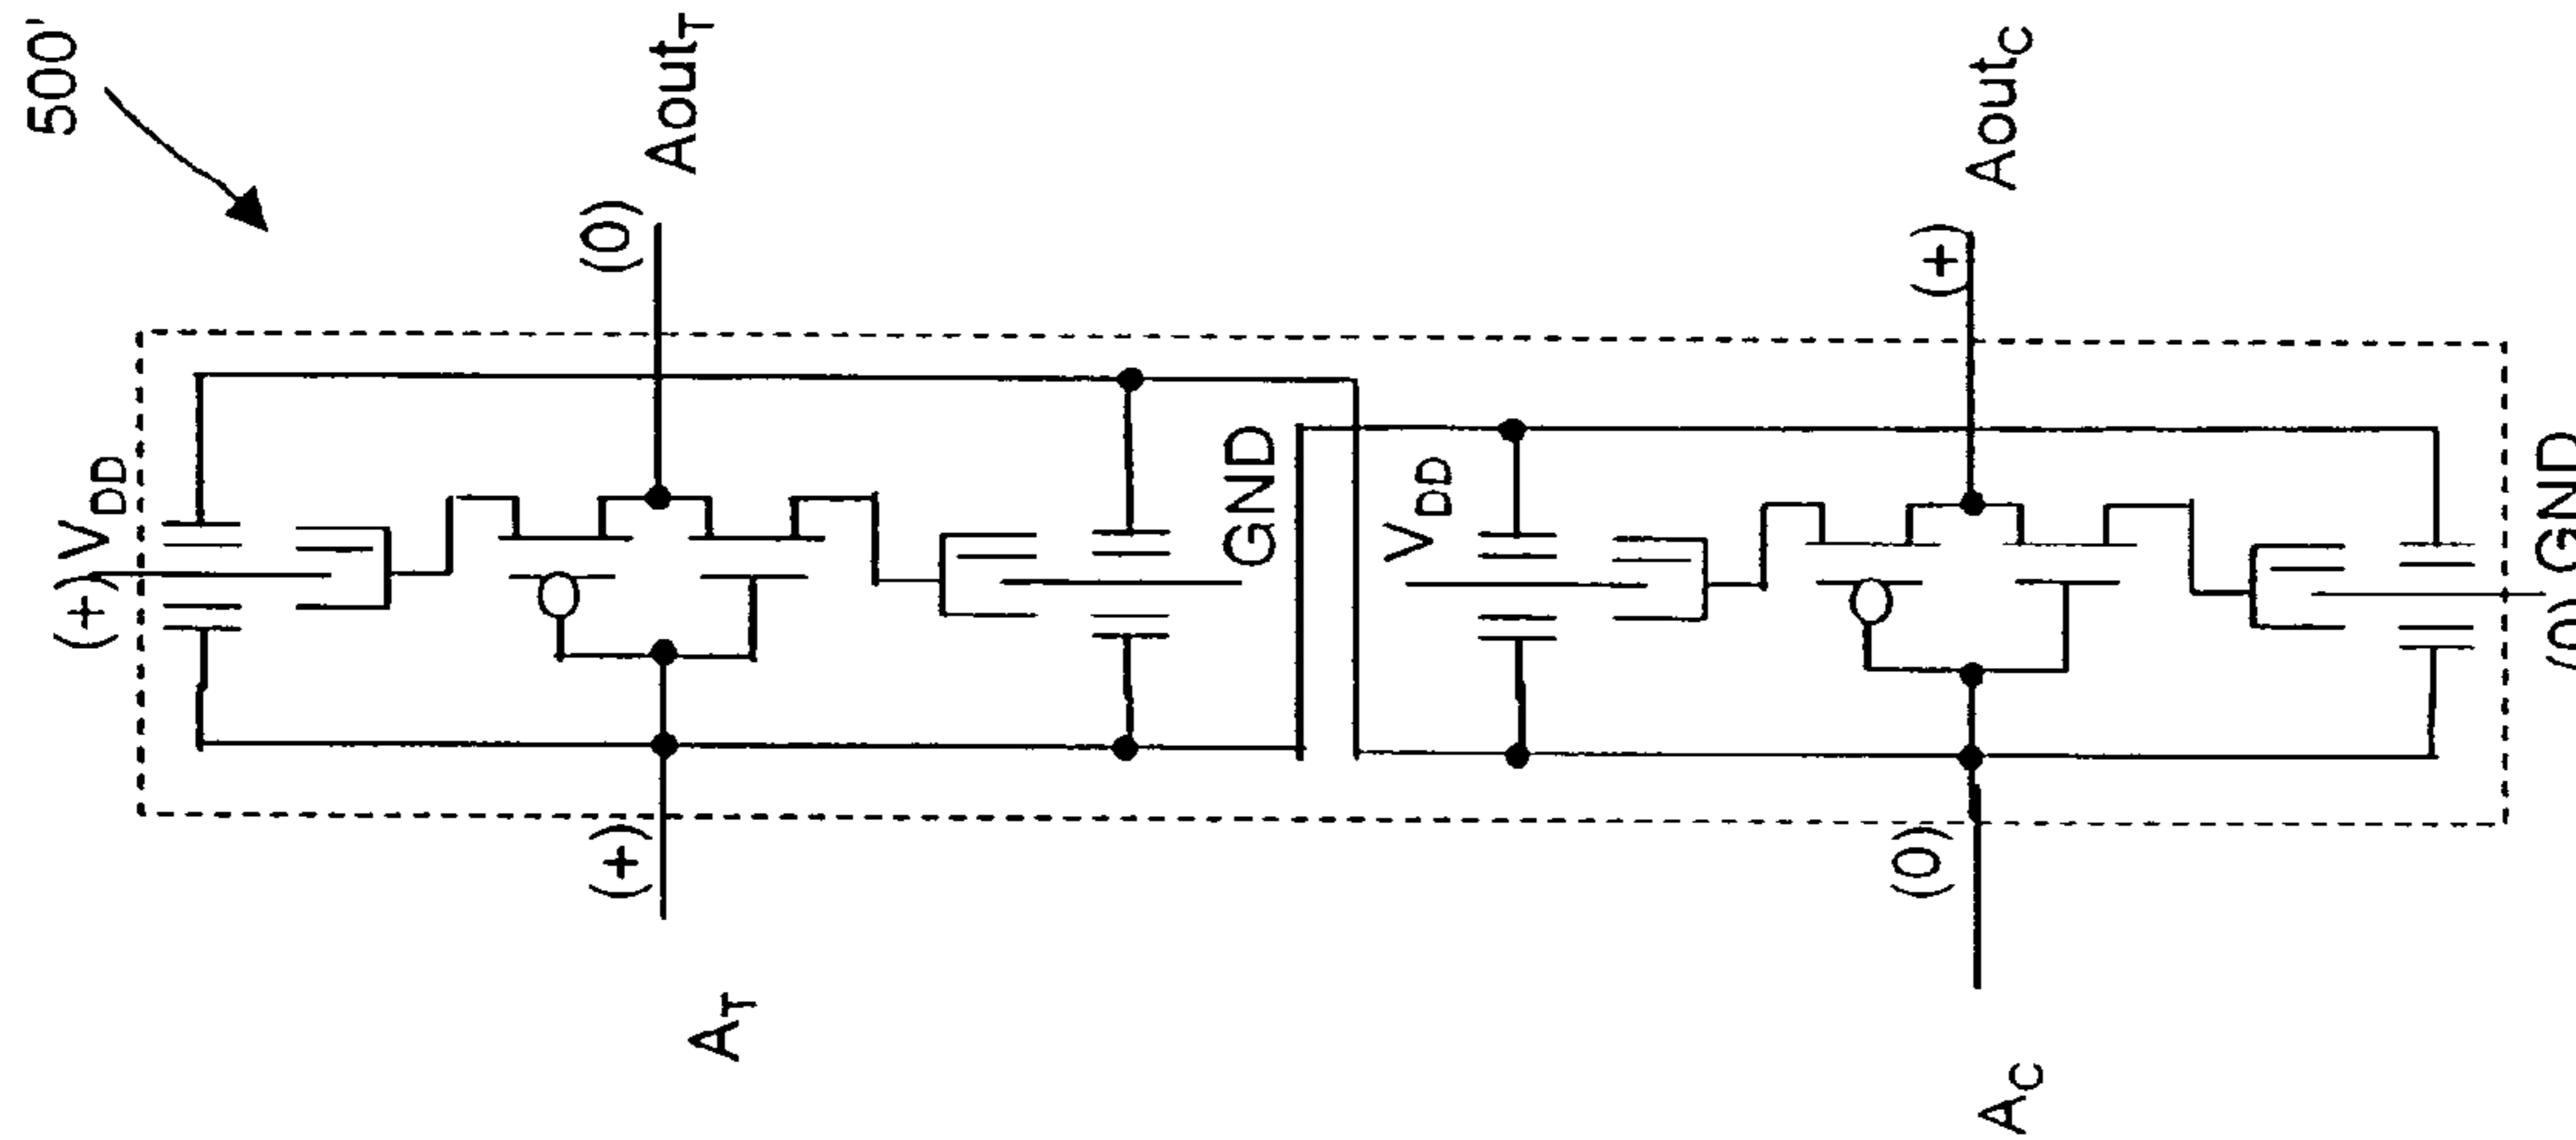 500'
(+) V_DD
(0)
Aout_T
GND
(+)
A_T
V_DD
(+)
Aout_C
(0)
A_C
(0) GND